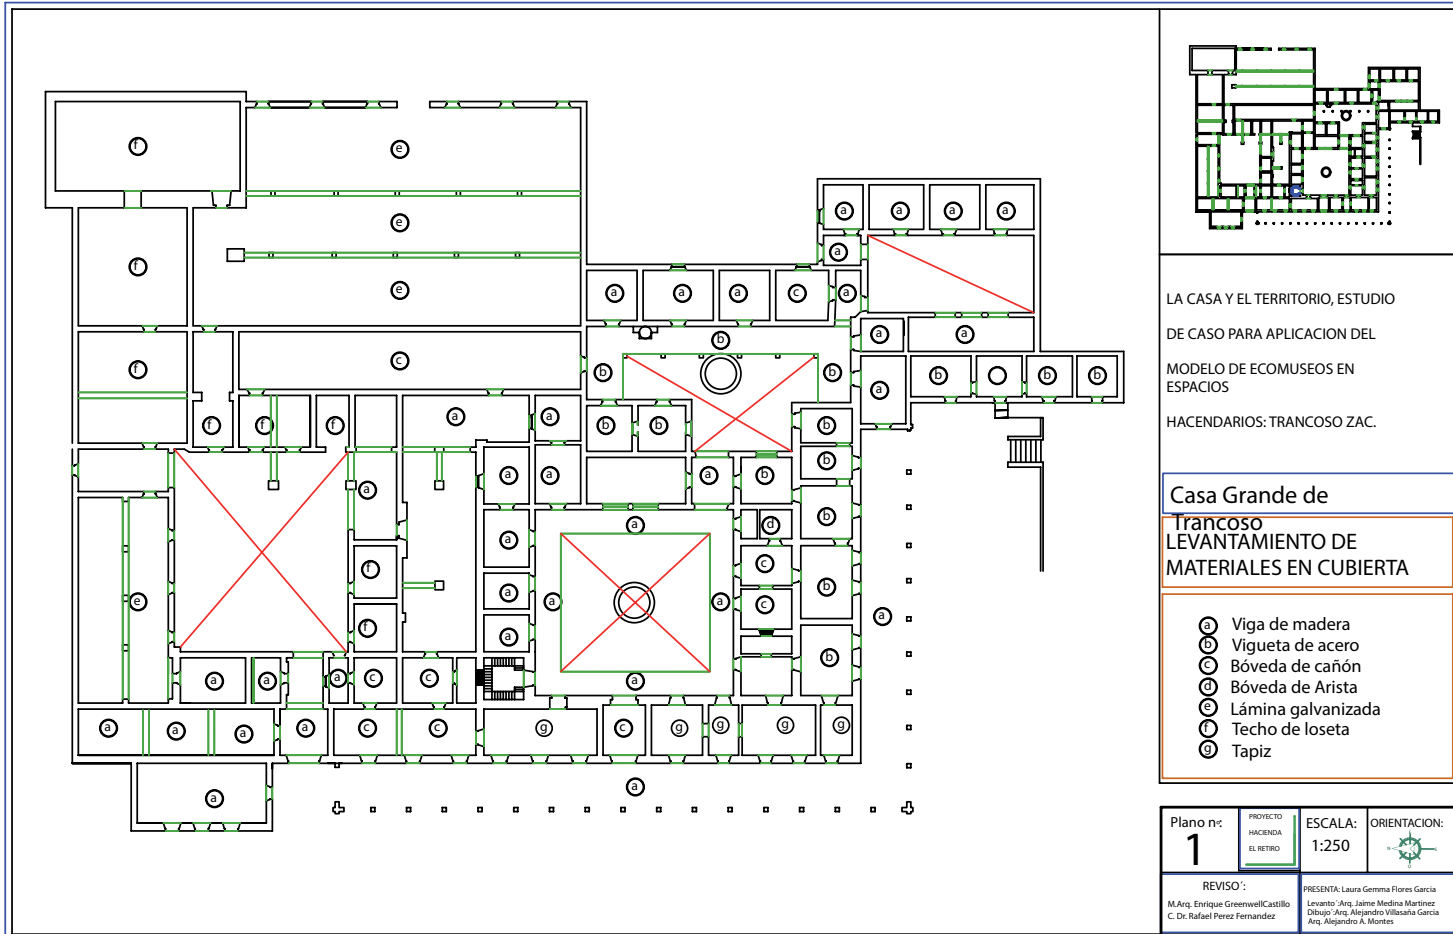 f
e
e
f
e
a
a
a
a
a
a
a
a
c
a
a
a
b
f
c
b
b
a
b
b
b
f
f
f
a
a
b
b
b
a
a
a
a
b
b
a
a
d
b
f
c
e
a
a
a
c
b
a
f
a
b
a
a
a
c
c
a
a
a
a
a
c
c
g
c
g
g
g
g
a
a
LA CASA Y EL TERRITORIO, ESTUDIO
DE CASO PARA APLICACION DEL
MODELO DE ECOMUSEOS EN
ESPACIOS
HACENDARIOS: TRANCOSO ZAC.
Casa Grande de
Trancoso
LEVANTAMIENTO DE
MATERIALES EN CUBIERTA
a Viga de madera
b Vigueta de acero
c Bóveda de cañón
d Bóveda de Arista
e Lámina galvanizada
f Techo de loseta
g Tapiz
Plano nº:
1
PROYECTO
HACIENDA
EL RETIRO
ESCALA:
1:250
ORIENTACION:
REVISO´:
M.Arq. Enrique GreenwellCastillo
C. Dr. Rafael Perez Fernandez
PRESENTA: Laura Gemma Flores Garcia
Levanto´:Arq. Jaime Medina Martinez
Dibujo´:Arq. Alejandro Villasaña Garcia
Arq. Alejandro A. Montes